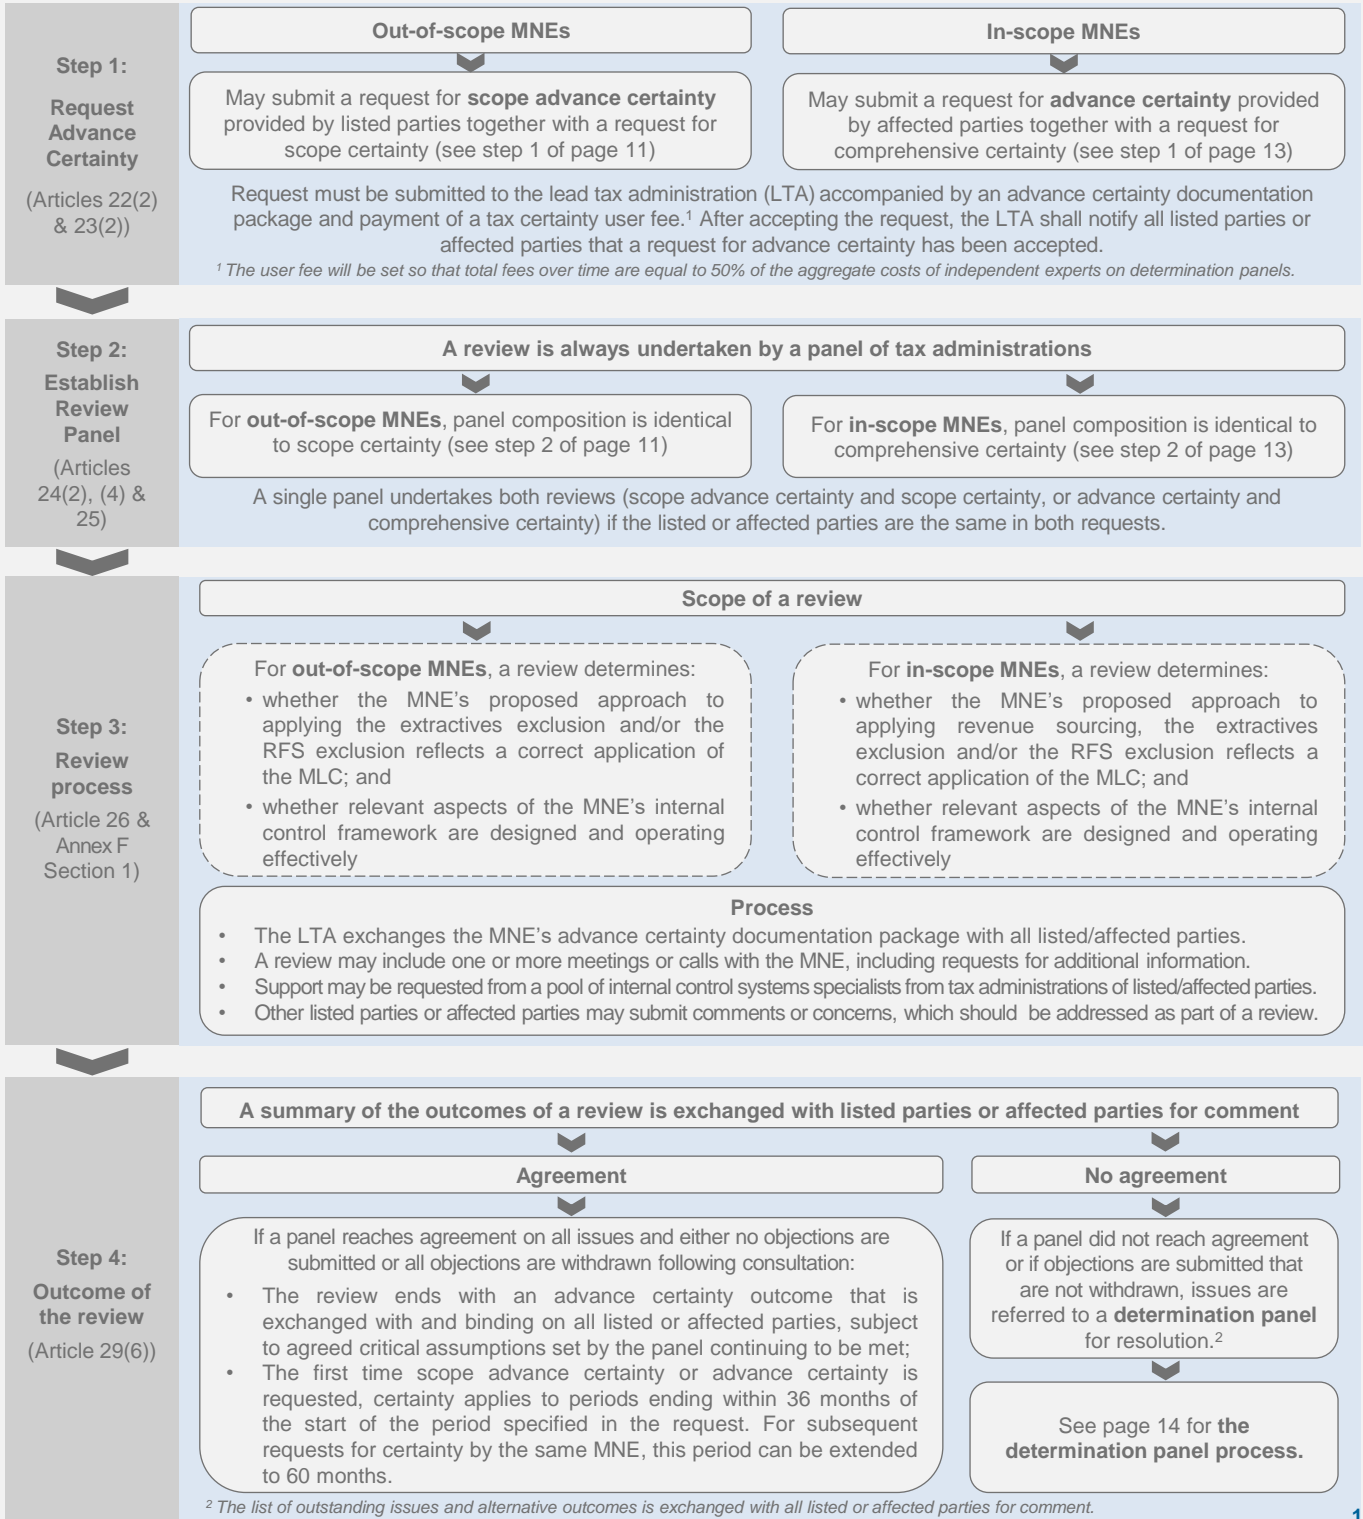 Step 1:
Request
Advance
Certainty
(Articles 22(2)
& 23(2))
Out-of-scope MNEs
In-scope MNEs
May submit a request for scope advance certainty
provided by listed parties together with a request for
scope certainty (see step 1 of page 11)
May submit a request for advance certainty provided
by affected parties together with a request for
comprehensive certainty (see step 1 of page 13)
Request must be submitted to the lead tax administration (LTA) accompanied by an advance certainty documentation
package and payment of a tax certainty user fee.¹ After accepting the request, the LTA shall notify all listed parties or
affected parties that a request for advance certainty has been accepted.
¹ The user fee will be set so that total fees over time are equal to 50% of the aggregate costs of independent experts on determination panels.
Step 2:
Establish
Review
Panel
(Articles
24(2), (4) &
25)
A review is always undertaken by a panel of tax administrations
For out-of-scope MNEs, panel composition is identical
to scope certainty (see step 2 of page 11)
For in-scope MNEs, panel composition is identical to
comprehensive certainty (see step 2 of page 13)
A single panel undertakes both reviews (scope advance certainty and scope certainty, or advance certainty and
comprehensive certainty) if the listed or affected parties are the same in both requests.
Step 3:
Review
process
(Article 26 &
Annex F
Section 1)
Scope of a review
For out-of-scope MNEs, a review determines:
• whether the MNE's proposed approach to
applying the extractives exclusion and/or the
RFS exclusion reflects a correct application of
the MLC; and
• whether relevant aspects of the MNE's internal
control framework are designed and operating
effectively
For in-scope MNEs, a review determines:
• whether the MNE's proposed approach to
applying revenue sourcing, the extractives
exclusion and/or the RFS exclusion reflects a
correct application of the MLC; and
• whether relevant aspects of the MNE's internal
control framework are designed and operating
effectively
Process
• The LTA exchanges the MNE's advance certainty documentation package with all listed/affected parties.
• A review may include one or more meetings or calls with the MNE, including requests for additional information.
• Support may be requested from a pool of internal control systems specialists from tax administrations of listed/affected parties.
• Other listed parties or affected parties may submit comments or concerns, which should be addressed as part of a review.
Step 4:
Outcome of
the review
(Article 29(6))
A summary of the outcomes of a review is exchanged with listed parties or affected parties for comment
Agreement
If a panel reaches agreement on all issues and either no objections are
submitted or all objections are withdrawn following consultation:
• The review ends with an advance certainty outcome that is
exchanged with and binding on all listed or affected parties, subject
to agreed critical assumptions set by the panel continuing to be met;
• The first time scope advance certainty or advance certainty is
requested, certainty applies to periods ending within 36 months of
the start of the period specified in the request. For subsequent
requests for certainty by the same MNE, this period can be extended
to 60 months.
No agreement
If a panel did not reach agreement
or if objections are submitted that
are not withdrawn, issues are
referred to a determination panel
for resolution.²
See page 14 for the
determination panel process.
² The list of outstanding issues and alternative outcomes is exchanged with all listed or affected parties for comment.